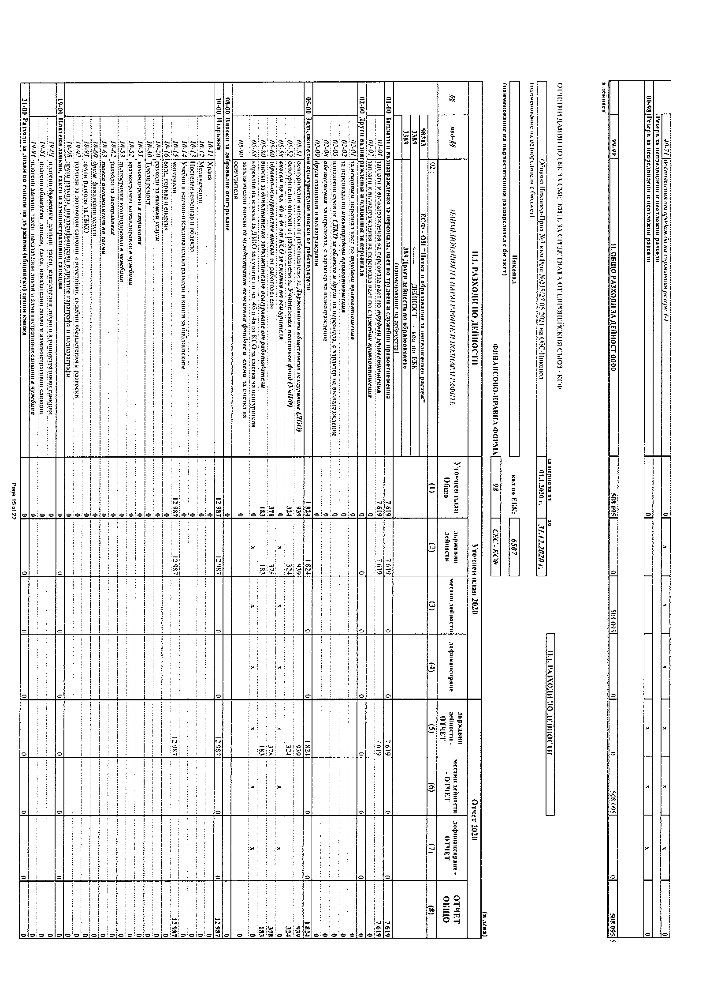 40-71 постъпления от продажба на държавния резерв (-) 0 x x x x x x 0
Резерв за непредвидени и неотложни разходи
00-98 Резерв за непредвидени и неотложни разходи 0 x x x 0
99-99 II. ОБЩО РАЗХОДИ ЗА ДЕЙНОСТ 0000 508 095 0 508 095 0 0 508 095 0 508 095
а дейност
ОТЧЕТНИ ДАННИ ПО ЕБК ЗА СМЕТКИТЕ ЗА СРЕДСТВАТА ОТ ЕВРОПЕЙСКИЯ СЪЮЗ - КСФ
за периода от до
II.1. РАЗХОДИ ПО ДЕЙНОСТИ
Община Никопол-Прил.№3 към Реш. №235/27.05.2021 на ОбС-Никопол 01.1.2020 г. 31.12.2020 г.
(наименование на разпоредителя с бюджет)
Никопол код по ЕБК: 6507
(наименование на първостепенния разпоредител с бюджет)
ФИНАНСОВО-ПРАВНА ФОРМА 98 СЕС - КСФ
(в лева)
II.1. РАЗХОДИ ПО ДЕЙНОСТИ Уточнен план 2020 Отчет 2020
§§ под-§§ НАИМЕНОВАНИЯ НА ПАРАГРАФИТЕ И ПОДПАРАГРАФИТЕ Уточнен план Общо държавни дейности местни дейности дофинансиране държавни дейности - ОТЧЕТ местни дейности - ОТЧЕТ дофинансиране - ОТЧЕТ ОТЧЕТ ОБЩО
(1) (2) (3) (4) (5) (6) (7) (8)
98313 ЕСФ - ОП "Наука и образование за интелигентен растеж"
3389 <----- ДЕЙНОСТ - код по ЕБК
3389 389 Други дейности по образованието
(наименование на дейността)
01-00 Заплати и възнаграждения за персонала, нает по трудови и служебни правоотношения 7 619 7 619 0 0 7 619 0 0 7 619
01-01 заплати и възнаграждения на персонала нает по трудови правоотношения 7 619 7 619 7 619 7 619
01-02 заплати и възнаграждения на персонала нает по служебни правоотношения 0 0
02-00 Други възнаграждения и плащания за персонала 0 0 0 0 0 0 0 0
02-01 за нещатен персонал нает по трудови правоотношения 0 0
02-02 за персонала по извънтрудови правоотношения 0 0
02-05 изплатени суми от СБКО за облекло и други на персонала, с характер на възнаграждение 0 0
02-08 обезщетения за персонала, с характер на възнаграждение 0 0
02-09 други плащания и възнаграждения 0 0
05-00 Задължителни осигурителни вноски от работодатели 1 824 1 824 0 0 1 824 0 0 1 824
05-51 осигурителни вноски от работодатели за Държавното обществено осигуряване (ДОО) 939 939 939 939
05-52 осигурителни вноски от работодатели за Учителския пенсионен фонд (УчПФ) 324 324 324 324
05-58 вноски по чл. 4б и 4в от КСО за сметка на осигурителя 0 x x x x x x 0
05-60 здравно-осигурителни вноски от работодатели 378 378 378 378
05-80 вноски за допълнително задължително осигуряване от работодатели 183 183 183 183
05-88 коректив на вноски за ДЗПО за сумите по чл. 4б и 4в от КСО за сметка на осигурители 0 x x x x x x 0
05-90 задължителни вноски на чуждестранни пенсионни фондове и схеми за сметка на осигурителя 0 0
08-00 Вноски за доброволно осигуряване 0 0
10-00 Издръжка 12 987 12 987 0 0 12 987 0 0 12 987
10-11 Храна 0 0
10-12 Медикаменти 0 0
10-13 Постелен инвентар и облекло 0 0
10-14 Учебни и научно-изследователски разходи и книги за библиотеките 0 0
10-15 материали 12 987 12 987 12 987 12 987
10-16 вода, горива и енергия 0 0
10-20 разходи за външни услуги 0 0
10-30 Текущ ремонт 0 0
10-51 командировки в страната 0 0
10-52 краткосрочни командировки в чужбина 0 0
10-53 дългосрочни командировки в чужбина 0 0
10-62 разходи за застраховки 0 0
10-63 такса ангажимент по заеми 0 0
10-69 други финансови услуги 0 0
10-91 други разходи за СБКО 0 0
10-92 разходи за договорни санкции и неустойки, съдебни обезщетения и разноски 0 0
10-98 други разходи, некласифицирани в другите параграфи и подпараграфи 0 0
19-00 Платени данъци, такси и административни санкции 0 0 0 0 0 0 0 0
19-01 платени държавни данъци, такси, наказателни лихви и административни санкции 0 0
19-81 платени общински данъци, такси, наказателни лихви и административни санкции 0 0
19-91 платени данъци, такси, наказателни лихви и административни санкции в чужбина 0 0
21-00 Разходи за лихви по емисии на държавни (общински) ценни книжа 0 0 0 0 0 0 0 0
Page 16 of 22